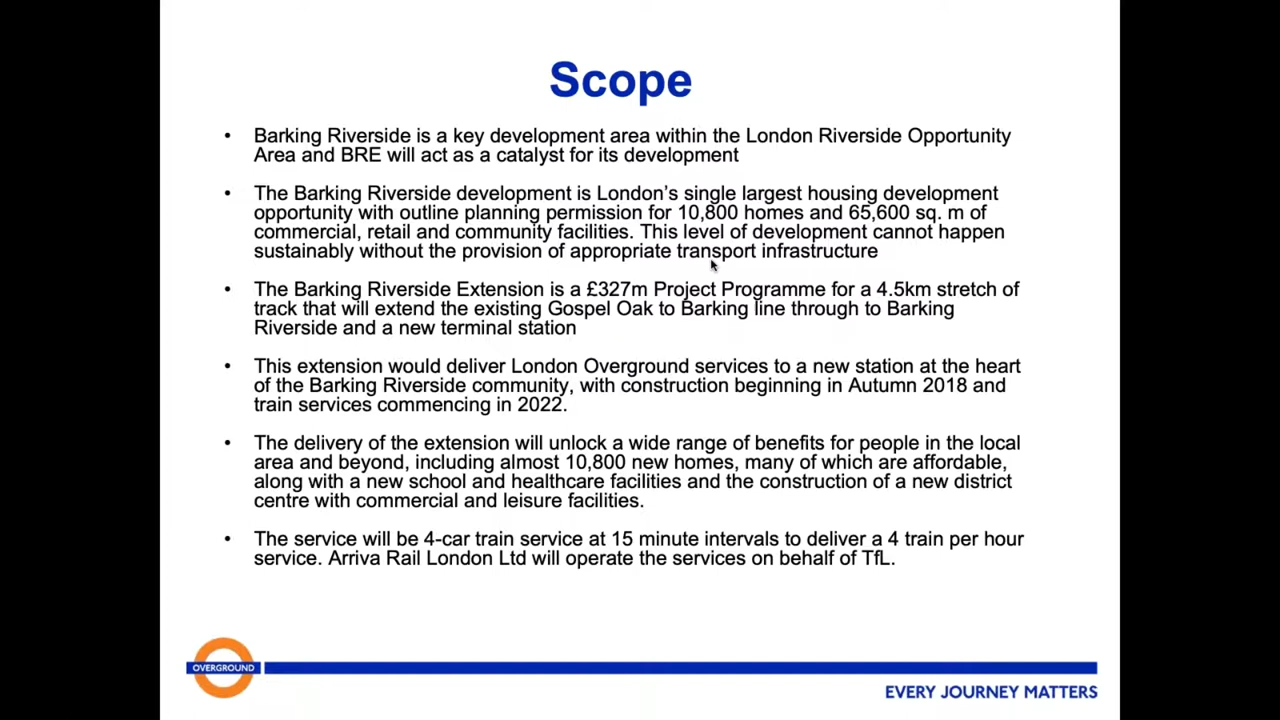 Scope
• Barking Riverside is a key development area within the London Riverside Opportunity
Area and BRE will act as a catalyst for its development
• The Barking Riverside development is London’s single largest housing development
opportunity with outline planning permission for 10,800 homes and 65,600 sq. m of
commercial, retail and community facilities. This level of development cannot happen
sustainably without the provision of appropriate transport infrastructure
• The Barking Riverside Extension is a £327m Project Programme for a 4.5km stretch of
track that will extend the existing Gospel Oak to Barking line through to Barking
Riverside and a new terminal station
• This extension would deliver London Overground services to a new station at the heart
of the Barking Riverside community, with construction beginning in Autumn 2018 and
train services commencing in 2022.
• The delivery of the extension will unlock a wide range of benefits for people in the local
area and beyond, including almost 10,800 new homes, many of which are affordable,
along with a new school and healthcare facilities and the construction of a new district
centre with commercial and leisure facilities.
• The service will be 4-car train service at 15 minute intervals to deliver a 4 train per hour
service. Arriva Rail London Ltd will operate the services on behalf of TfL.
OVERGROUND
EVERY JOURNEY MATTERS